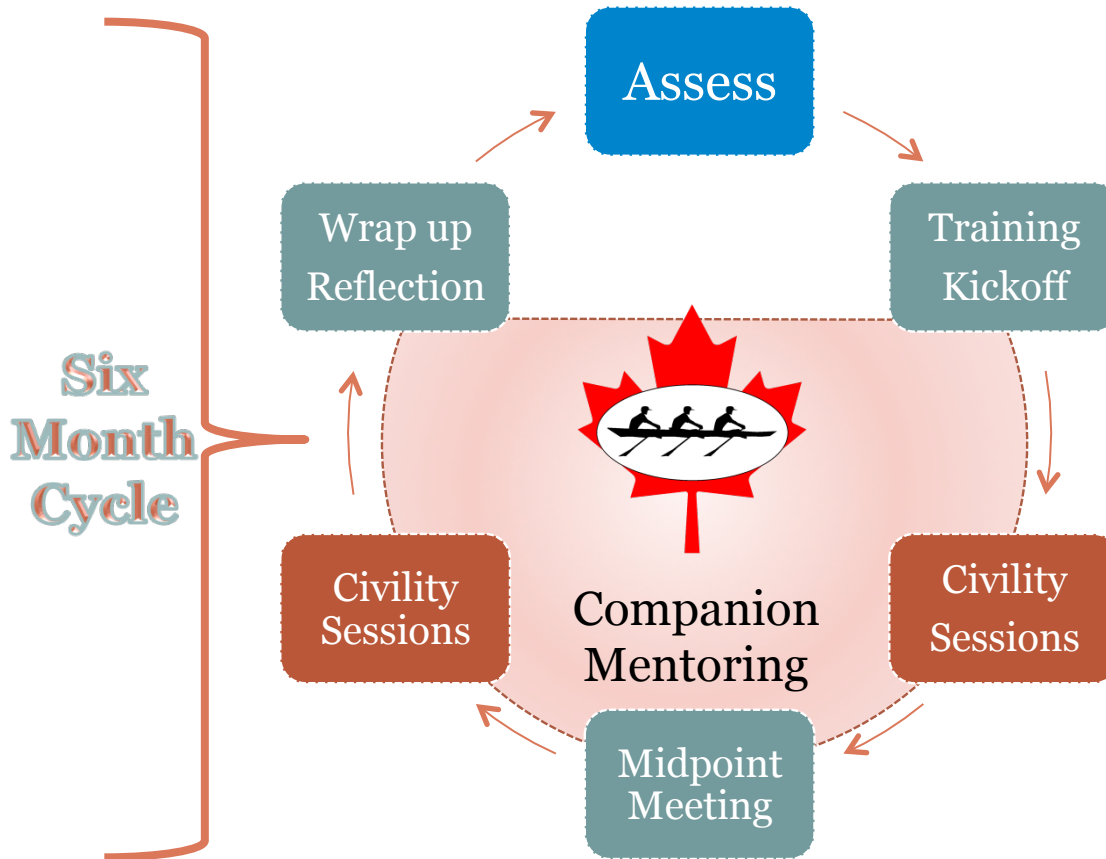 Assess
Training
Kickoff
Civility
Sessions
Midpoint
Meeting
Civility
Sessions
Wrap up
Reflection
Companion
Mentoring
Six
Month
Cycle